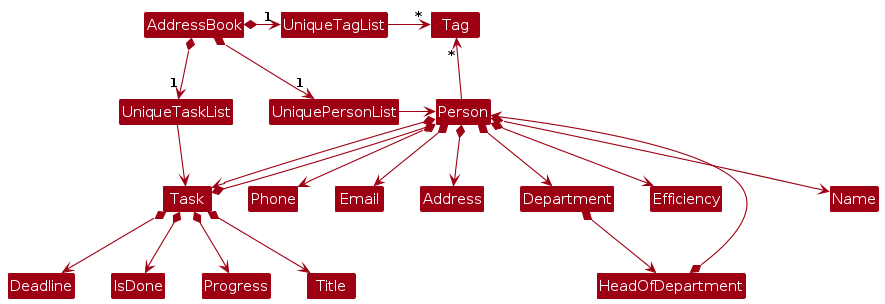 AddressBook
1
UniqueTagList
*
Tag
*
1
1
UniqueTaskList
UniquePersonList
Person
Task
Phone
Email
Address
Department
Efficiency
Name
Deadline
IsDone
Progress
Title
HeadOfDepartment